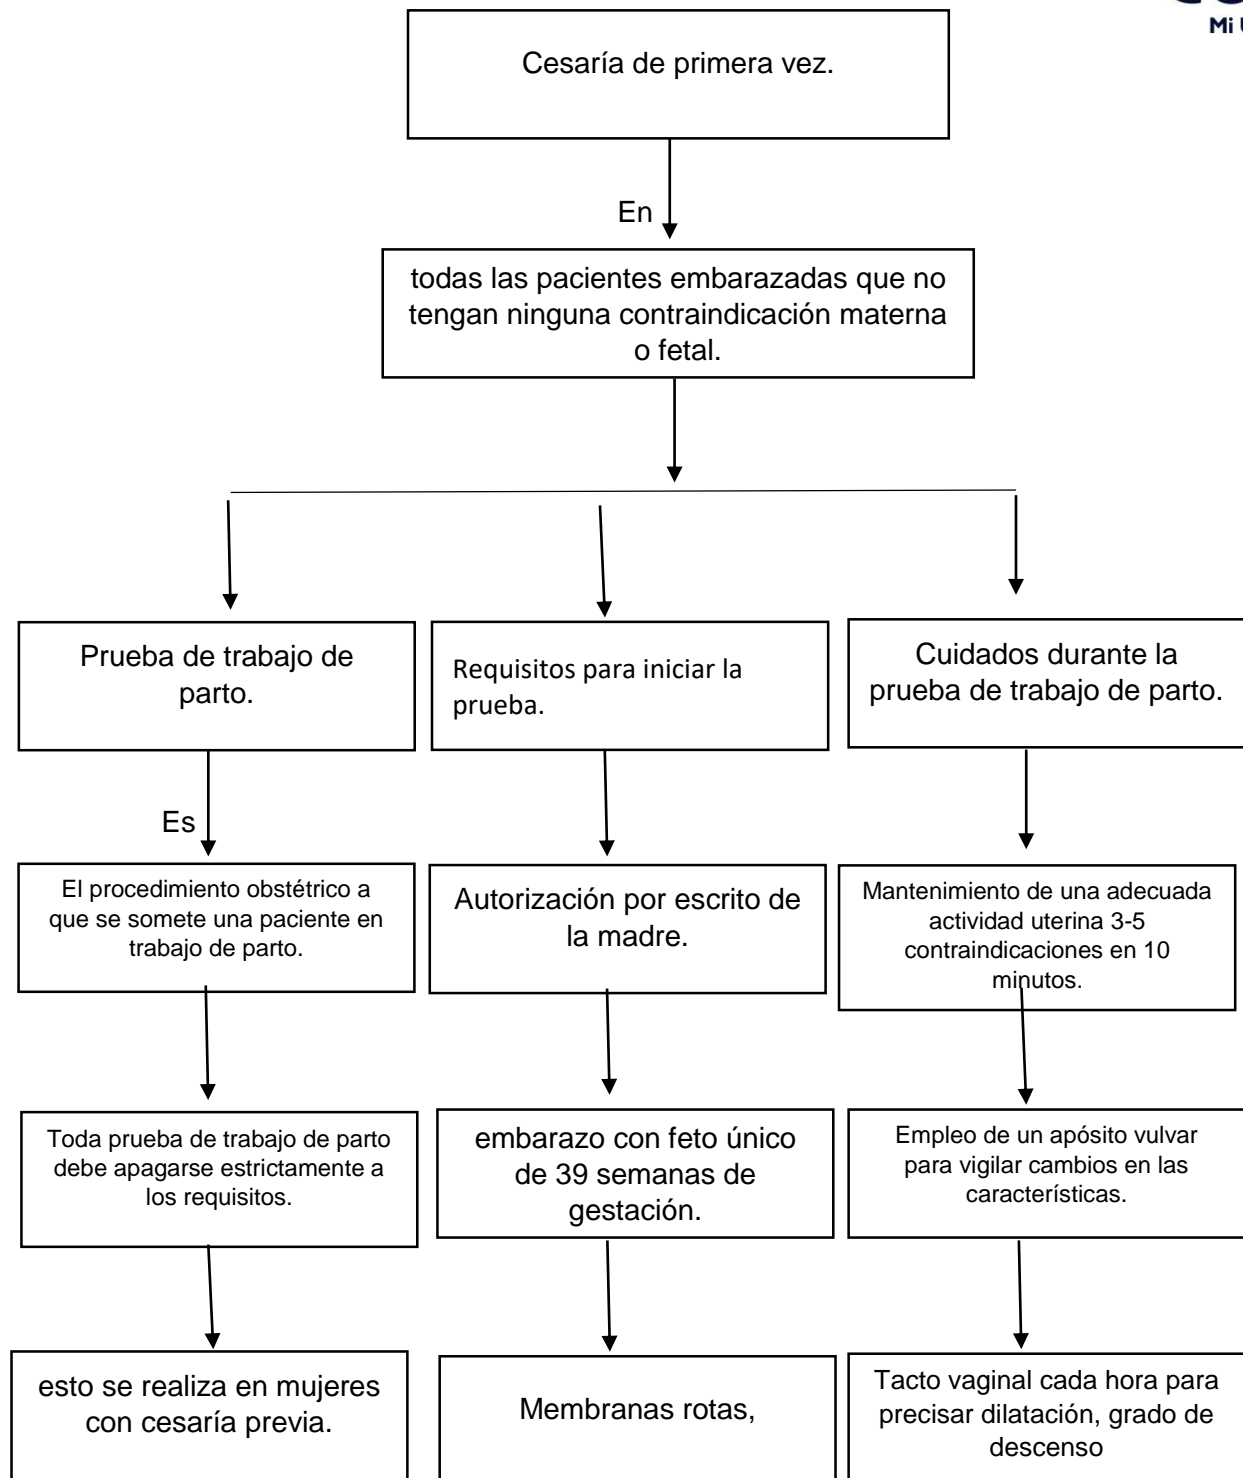 Mi
Cesaría de primera vez.
En
todas las pacientes embarazadas que no
tengan ninguna contraindicación materna
o fetal.
Prueba de trabajo de
parto.
Requisitos para iniciar la
prueba.
Cuidados durante la
prueba de trabajo de parto.
Es
El procedimiento obstétrico a
que se somete una paciente en
trabajo de parto.
Autorización por escrito de
la madre.
Mantenimiento de una adecuada
actividad uterina 3-5
contraindicaciones en 10
minutos.
Toda prueba de trabajo de parto
debe apagarse estrictamente a
los requisitos.
embarazo con feto único
de 39 semanas de
gestación.
Empleo de un apósito vulvar
para vigilar cambios en las
características.
esto se realiza en mujeres
con cesaría previa.
Membranas rotas,
Tacto vaginal cada hora para
precisar dilatación, grado de
descenso